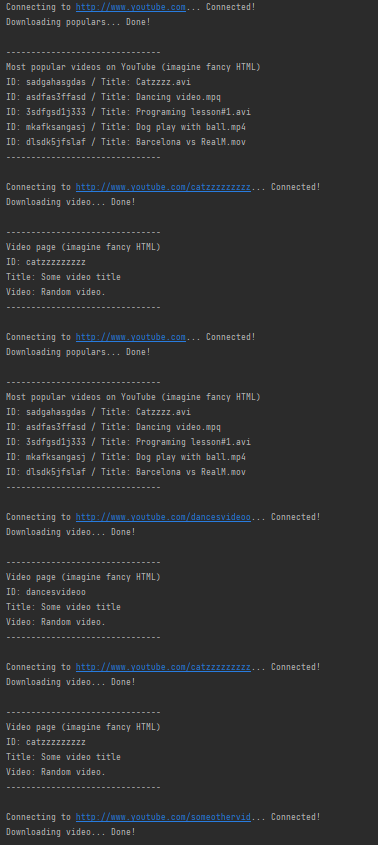 Connecting to http://www.youtube.com... Connected!
Downloading populars... Done!
-------------------------------
Most popular videos on YouTube (imagine fancy HTML)
ID: sadgahasgdas / Title: Catzzzz.avi
ID: asdfas3ffasd / Title: Dancing video.mpq
ID: 3sdfgsd1j333 / Title: Programing lesson#1.avi
ID: mkafksangasj / Title: Dog play with ball.mp4
ID: dlsdk5jfslaf / Title: Barcelona vs RealM.mov
-------------------------------
Connecting to http://www.youtube.com/catzzzzzzzzz... Connected!
Downloading video... Done!
-------------------------------
Video page (imagine fancy HTML)
ID: catzzzzzzzzz
Title: Some video title
Video: Random video.
-------------------------------
Connecting to http://www.youtube.com... Connected!
Downloading populars... Done!
-------------------------------
Most popular videos on YouTube (imagine fancy HTML)
ID: sadgahasgdas / Title: Catzzzz.avi
ID: asdfas3ffasd / Title: Dancing video.mpq
ID: 3sdfgsd1j333 / Title: Programing lesson#1.avi
ID: mkafksangasj / Title: Dog play with ball.mp4
ID: dlsdk5jfslaf / Title: Barcelona vs RealM.mov
-------------------------------
Connecting to http://www.youtube.com/dancesvideoo... Connected!
Downloading video... Done!
-------------------------------
Video page (imagine fancy HTML)
ID: dancesvideoo
Title: Some video title
Video: Random video.
-------------------------------
Connecting to http://www.youtube.com/catzzzzzzzzz... Connected!
Downloading video... Done!
-------------------------------
Video page (imagine fancy HTML)
ID: catzzzzzzzzz
Title: Some video title
Video: Random video.
-------------------------------
Connecting to http://www.youtube.com/someothervid... Connected!
Downloading video... Done!